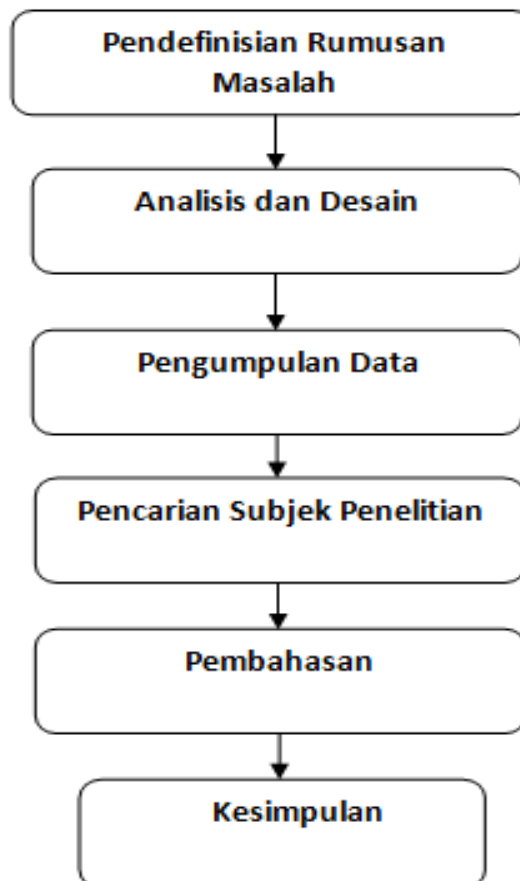 Pendefinisian Rumusan
Masalah
Analisis dan Desain
Pengumpulan Data
Pencarian Subjek Penelitian
Pembahasan
Kesimpulan